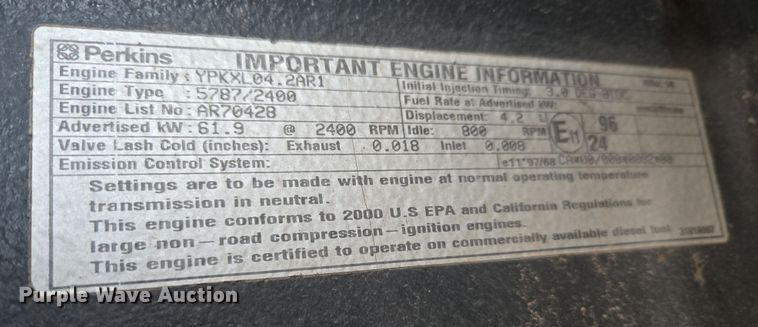 Perkins IMPORTANT ENGINE INFORMATION
Engine Family : YPKXL04.2AR1 Initial Injection Timing: 3.0 DEG BTDC
Engine Type : 5787/2400 Fuel Rate at Advertised kW:
Engine List No : AR70428 Displacement: 4.2 L
Advertised kW : 61.9 @ 2400 RPM Idle: 800 RPM E11 96
Valve Lash Cold (inches): Exhaust .0.018 Inlet 0.008 24
Emission Control System: e11*97/68
Settings are to be made with engine at normal operating temperature
transmission in neutral.
This engine conforms to 2000 U.S EPA and California Regulations for
large non-road compression-ignition engines.
This engine is certified to operate on commercially available diesel fuel
Purple Wave Auction